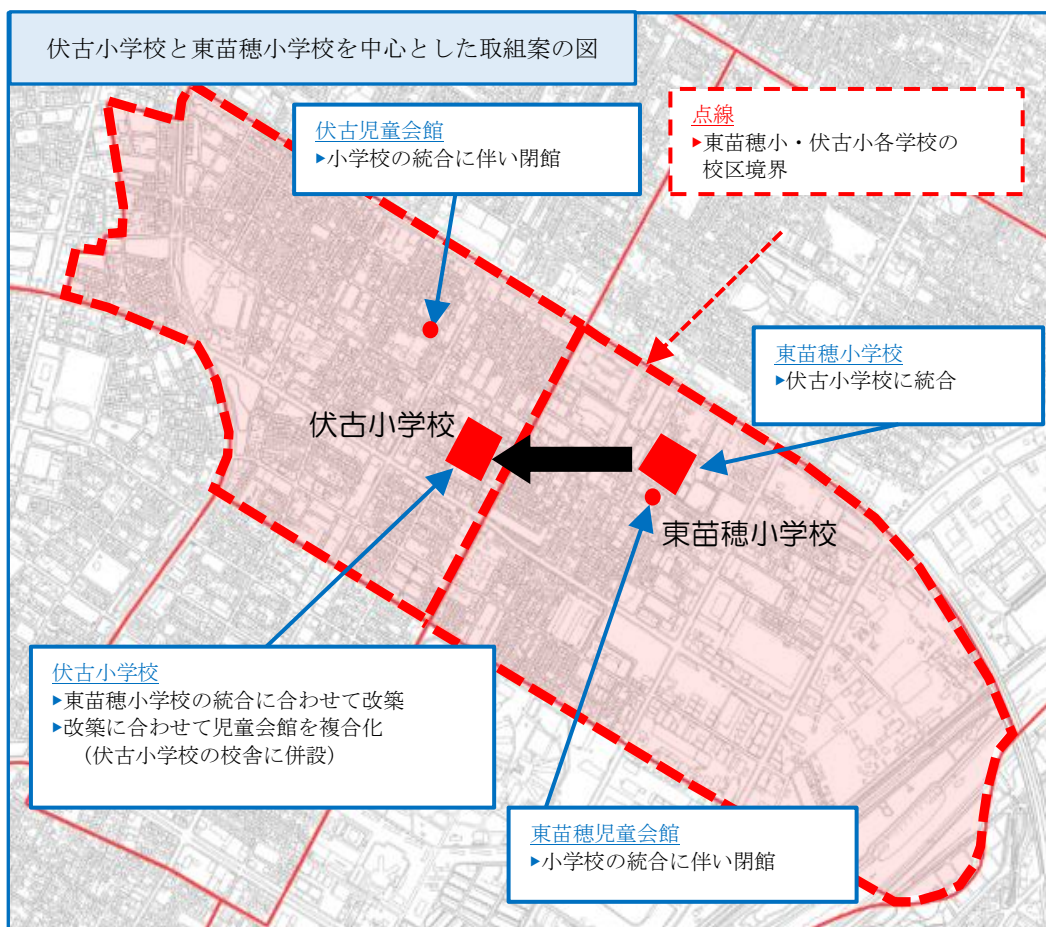 伏古小学校と東苗穂小学校を中心とした取組案の図
伏古児童会館
▶小学校の統合に伴い閉館
点線
▶東苗穂小・伏古小各学校の
校区境界
東苗穂小学校
▶伏古小学校に統合
伏古小学校
東苗穂小学校
伏古小学校
▶東苗穂小学校の統合に合わせて改築
▶改築に合わせて児童会館を複合化
（伏古小学校の校舎に併設）
東苗穂児童会館
▶小学校の統合に伴い閉館